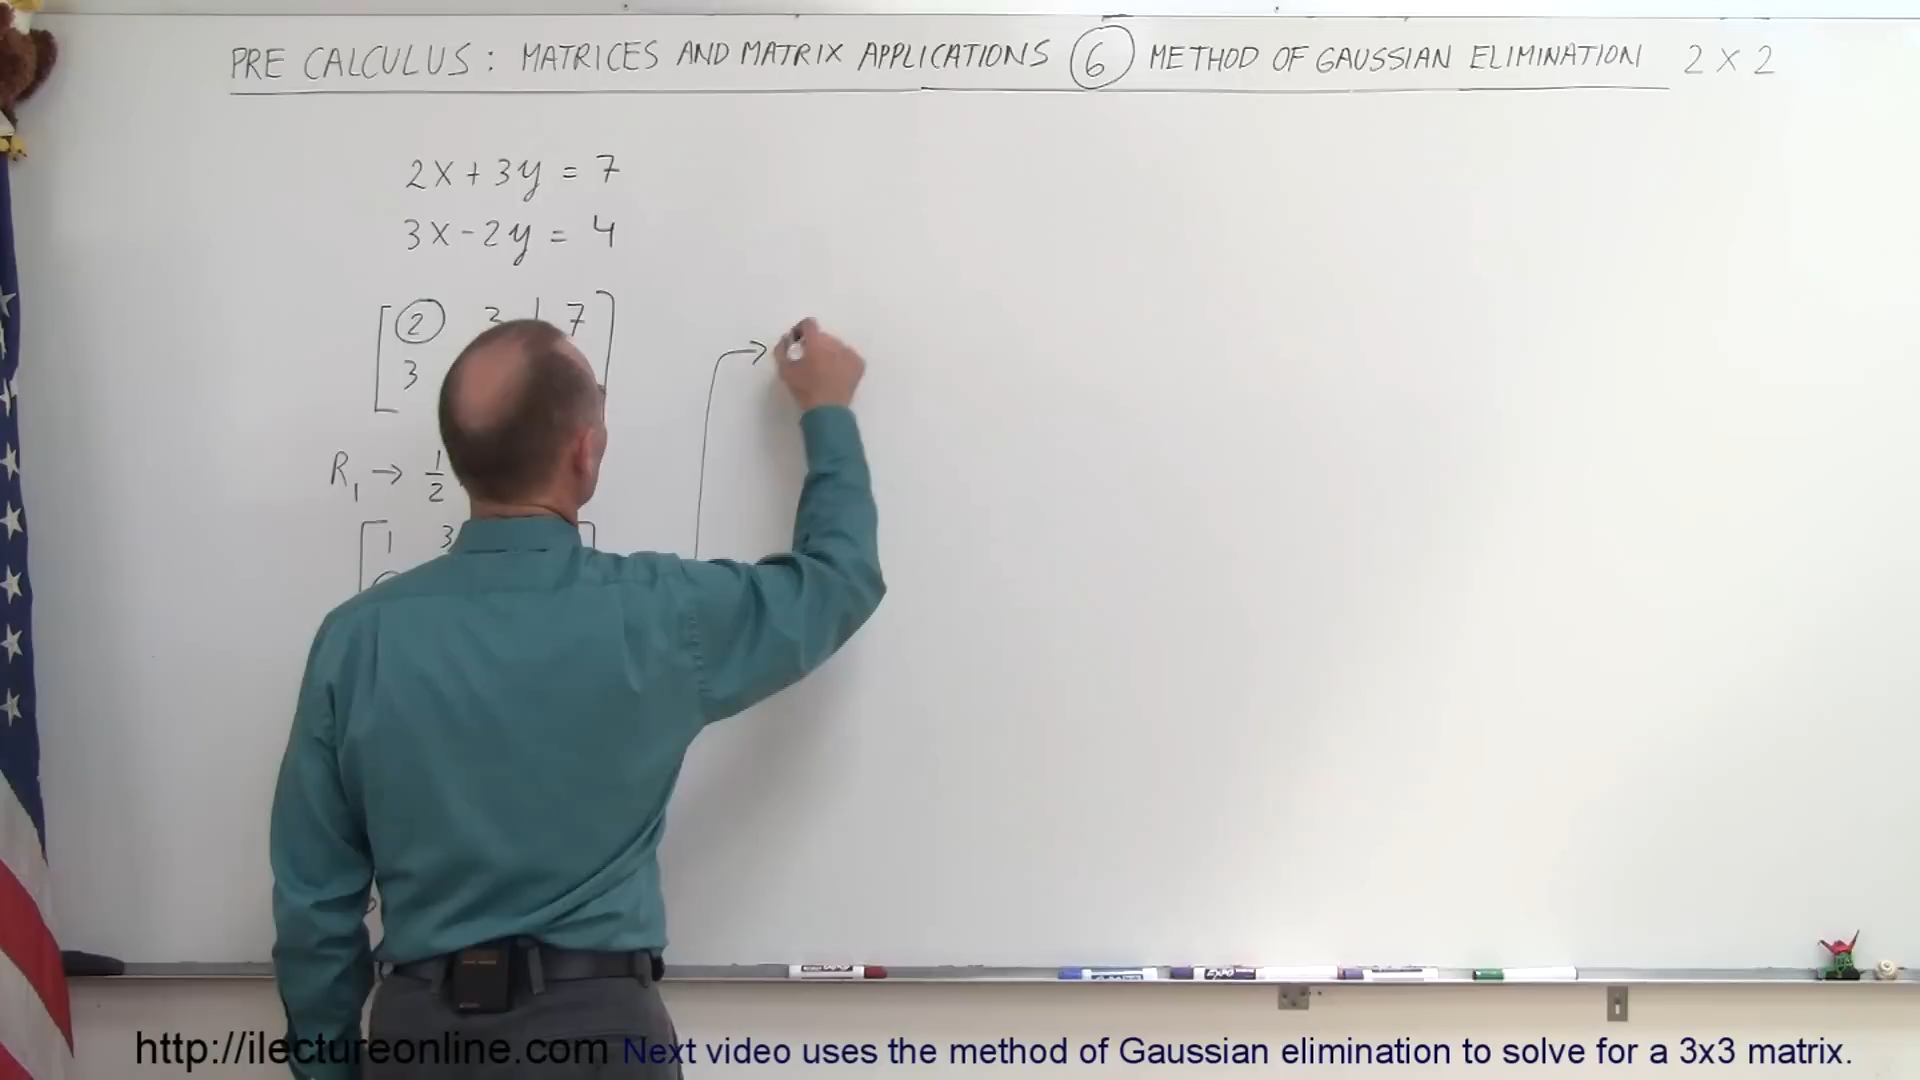 PRE CALCULUS: MATRICES AND MATRIX APPLICATIONS 6 METHOD OF GAUSSIAN ELIMINATION 2 X 2
2x + 3y = 7
3x - 2y = 4
2 7
3
R₁ → 1/2
1 3
http://ilectureonline.com Next video uses the method of Gaussian elimination to solve for a 3x3 matrix.